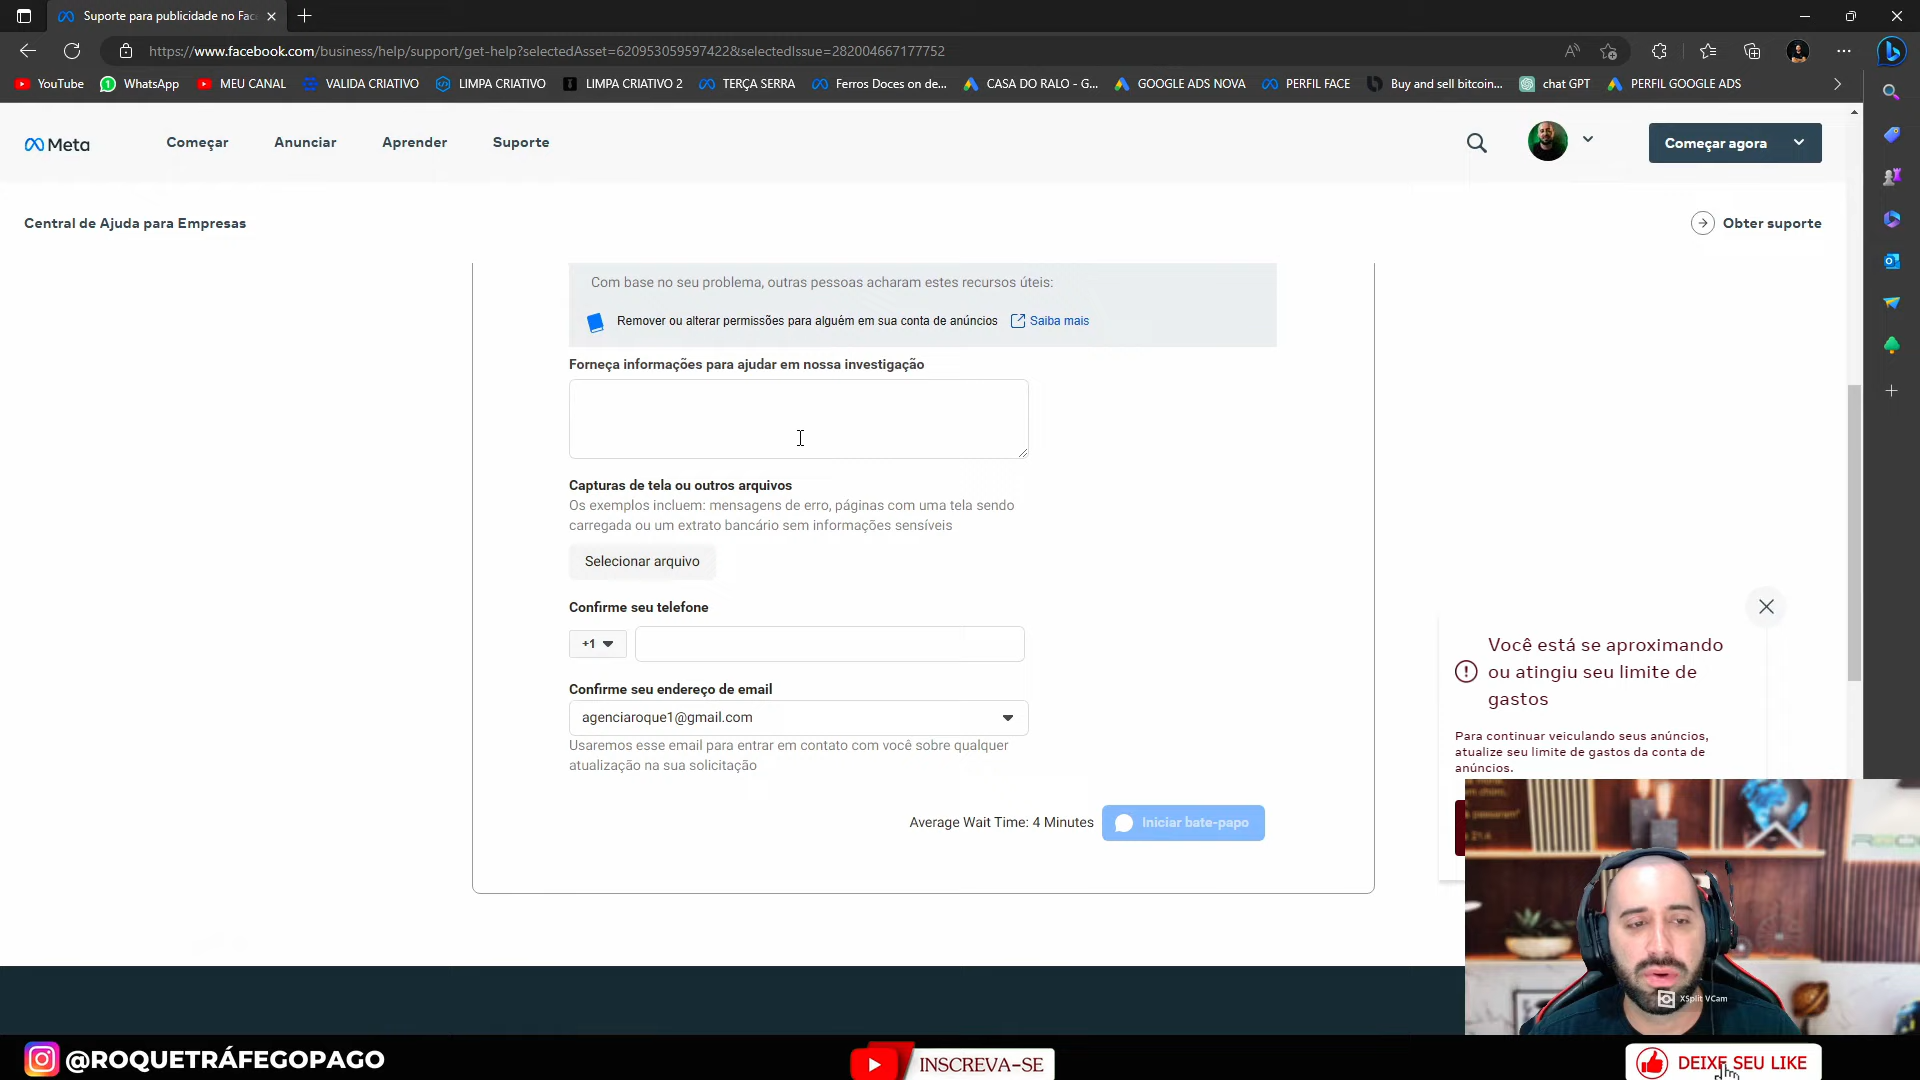 Suporte para publicidade no Fac
https://www.facebook.com/business/help/support/get-help?selectedAsset=620953059597422&selectedIssue=282004667177752
YouTube WhatsApp MEU CANAL VALIDA CRIATIVO LIMPA CRIATIVO LIMPA CRIATIVO 2 TERÇA SERRA Ferros Doces on de... CASA DO RALO - G... GOOGLE ADS NOVA PERFIL FACE Buy and sell bitcoin... chat GPT PERFIL GOOGLE ADS
Meta Começar Anunciar Aprender Suporte Começar agora
Central de Ajuda para Empresas Obter suporte
Com base no seu problema, outras pessoas acharam estes recursos úteis:
Remover ou alterar permissões para alguém em sua conta de anúncios Saiba mais
Forneça informações para ajudar em nossa investigação
Capturas de tela ou outros arquivos
Os exemplos incluem: mensagens de erro, páginas com uma tela sendo
carregada ou um extrato bancário sem informações sensíveis
Selecionar arquivo
Confirme seu telefone
+1
Confirme seu endereço de email
agenciaroque1@gmail.com
Usaremos esse email para entrar em contato com você sobre qualquer
atualização na sua solicitação
Average Wait Time: 4 Minutes Iniciar bate-papo
Você está se aproximando
ou atingiu seu limite de
gastos
Para continuar veiculando seus anúncios,
atualize seu limite de gastos da conta de
anúncios.
XSplit VCam
@ROQUETRÁFEGOPAGO
INSCREVA-SE
DEIXE SEU LIKE